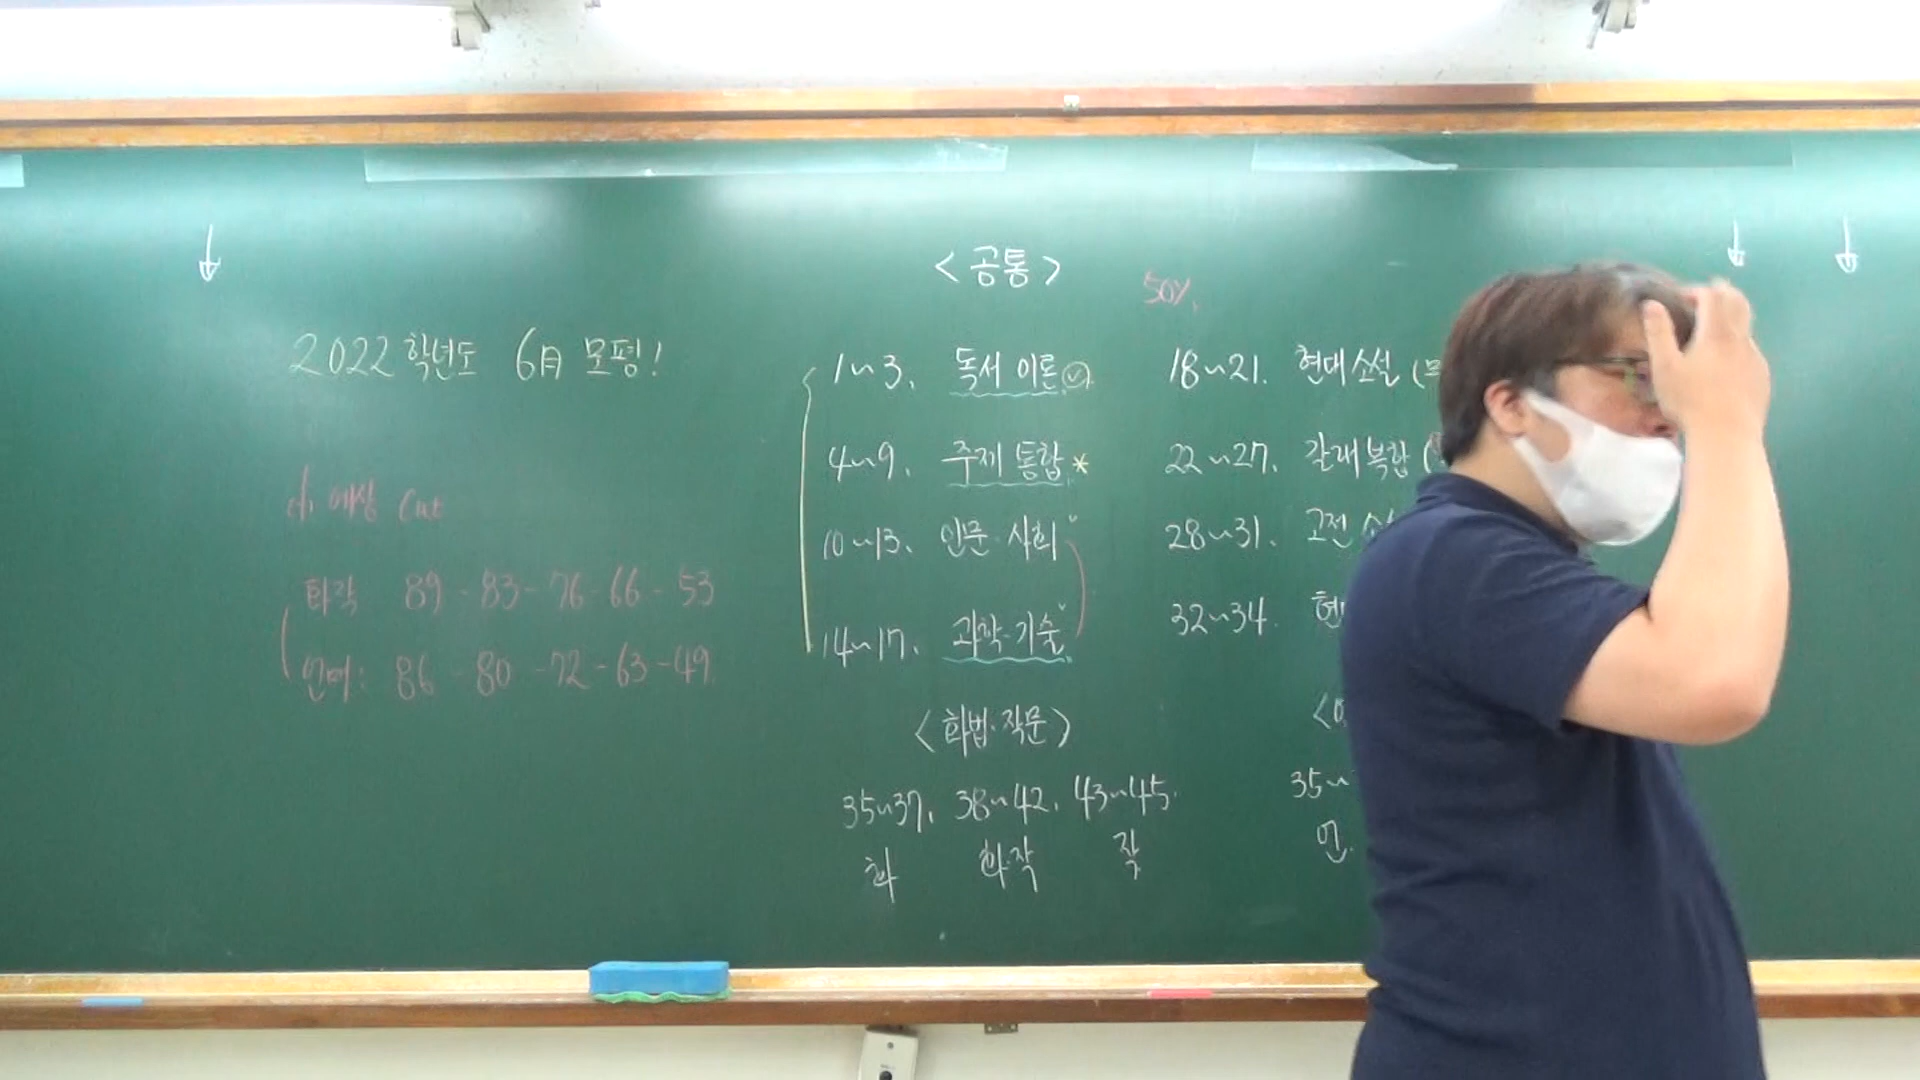 2022학년도 6月 모평!
예상 Cut
화작 89 - 83 - 76 - 66 - 53
언매: 86 - 80 - 72 - 63 - 49.
<공통>
50%.
1~3. 독서 이론
4~9. 주제 통합 *
10~13. 인문·사회
14~17. 과학·기술
18~21. 현대소설 (
22~27. 갈래복합 (
28~31. 고전
32~34.
<화법·작문>
35~37, 38~42, 43~45.
화 화·작 작
35~
언.